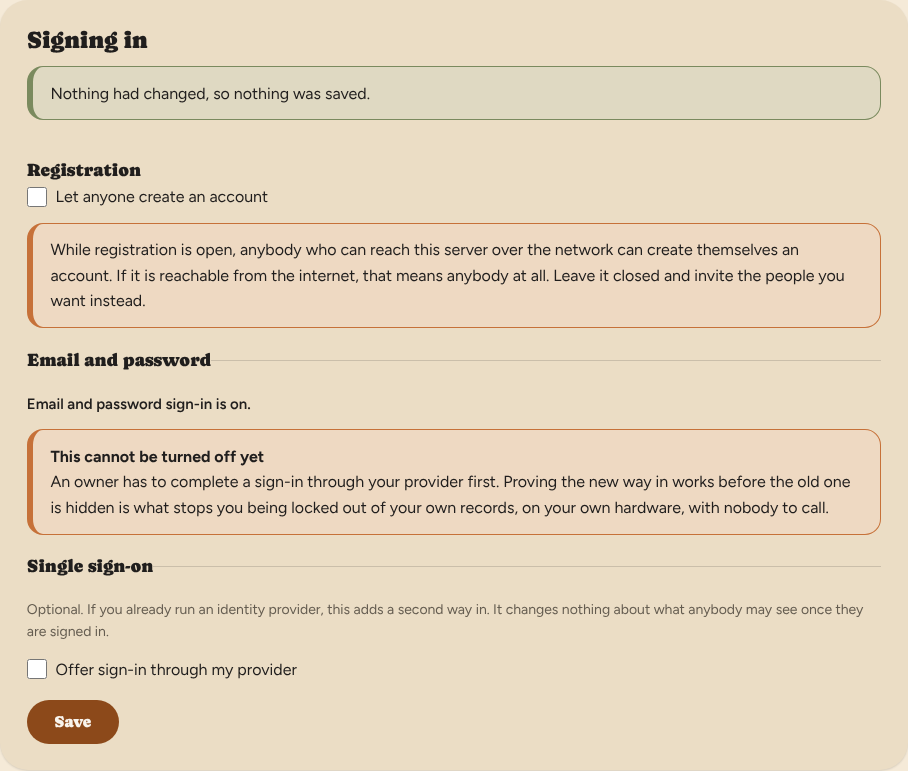 Signing in
Nothing had changed, so nothing was saved.
Registration
Let anyone create an account
While registration is open, anybody who can reach this server over the network can create themselves an
account. If it is reachable from the internet, that means anybody at all. Leave it closed and invite the people you
want instead.
Email and password
Email and password sign-in is on.
This cannot be turned off yet
An owner has to complete a sign-in through your provider first. Proving the new way in works before the old one
is hidden is what stops you being locked out of your own records, on your own hardware, with nobody to call.
Single sign-on
Optional. If you already run an identity provider, this adds a second way in. It changes nothing about what anybody may see once they
are signed in.
Offer sign-in through my provider
Save